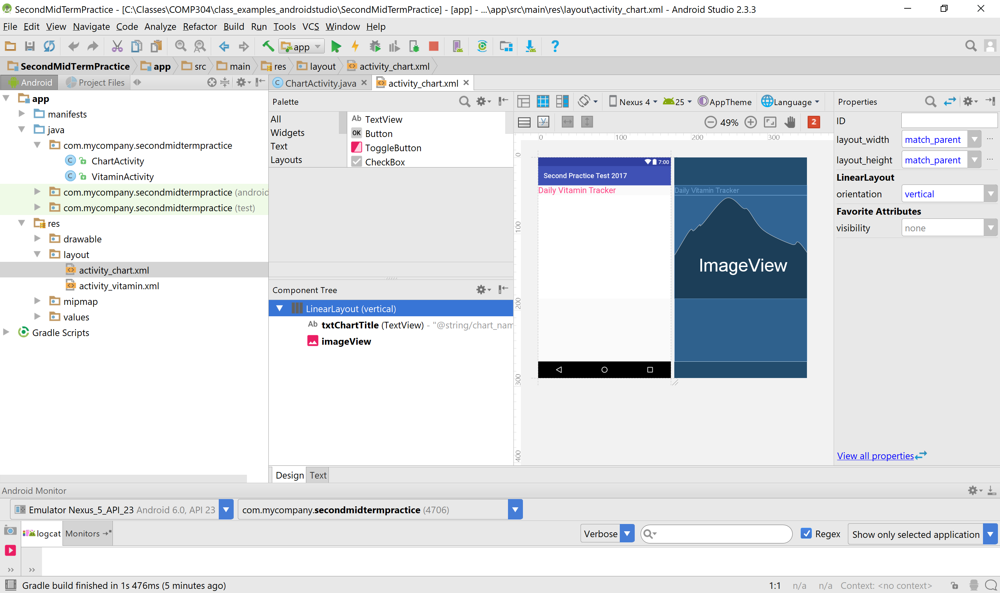 SecondMidTermPractice - [C:\Classes\COMP304\class_examples_androidstudio\SecondMidTermPractice] - [app] - ...\app\src\main\res\layout\activity_chart.xml - Android Studio 2.3.3
File Edit View Navigate Code Analyze Refactor Build Run Tools VCS Window Help
app
SecondMidTermPractice app src main res layout activity_chart.xml
Android Project Files
ChartActivity.java activity_chart.xml
app
manifests
java
com.mycompany.secondmidtermpractice
ChartActivity
VitaminActivity
com.mycompany.secondmidtermpractice (android
com.mycompany.secondmidtermpractice (test)
res
drawable
layout
activity_chart.xml
activity_vitamin.xml
mipmap
values
Gradle Scripts
Palette
All
Widgets
Text
Layouts
Ab TextView
OK Button
ToggleButton
CheckBox
Component Tree
LinearLayout (vertical)
Ab txtChartTitle (TextView) - "@string/chart_nam
imageView
Nexus 4 25 AppTheme Language
49% 2
0 100 200 300
0
100
200
300
400
7:00
Second Practice Test 2017
Daily Vitamin Tracker
Daily Vitamin Tracker
ImageView
Properties
ID
layout_width match_parent ...
layout_height match_parent ...
LinearLayout
orientation vertical
Favorite Attributes
visibility none
View all properties
Design Text
Android Monitor
Emulator Nexus_5_API_23 Android 6.0, API 23 com.mycompany.secondmidtermpractice (4706)
logcat Monitors Verbose Regex Show only selected application
Gradle build finished in 1s 476ms (5 minutes ago) 1:1 n/a n/a Context: <no context>